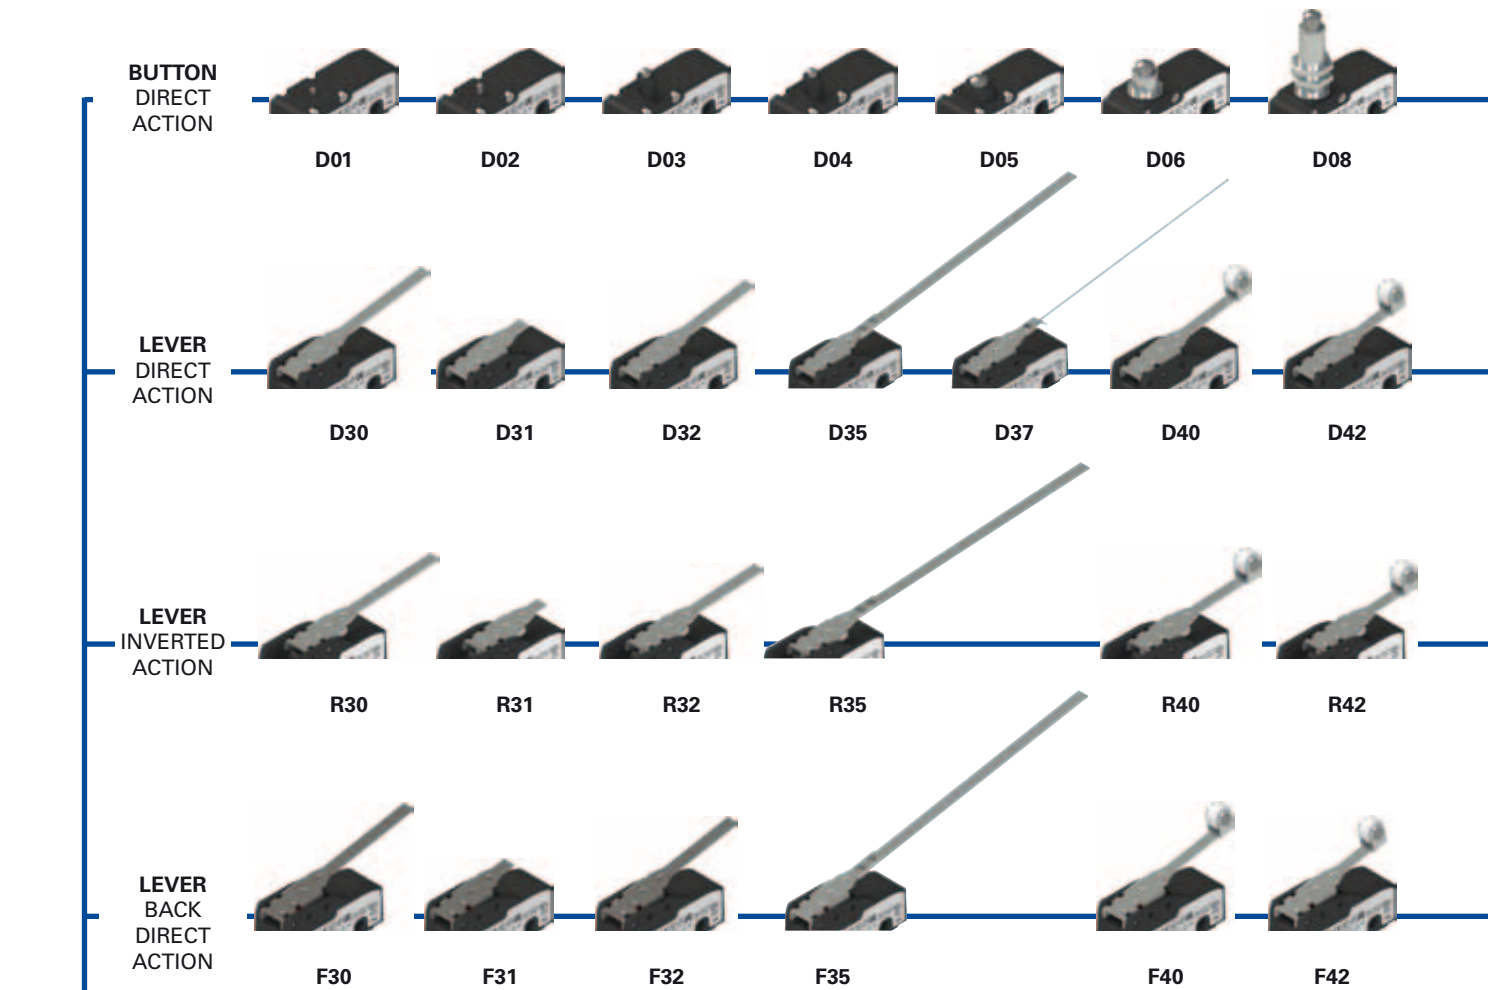 BUTTON
DIRECT
ACTION
D01 D02 D03 D04 D05 D06 D08
LEVER
DIRECT
ACTION
D30 D31 D32 D35 D37 D40 D42
LEVER
INVERTED
ACTION
R30 R31 R32 R35 R40 R42
LEVER
BACK
DIRECT
ACTION
F30 F31 F32 F35 F40 F42